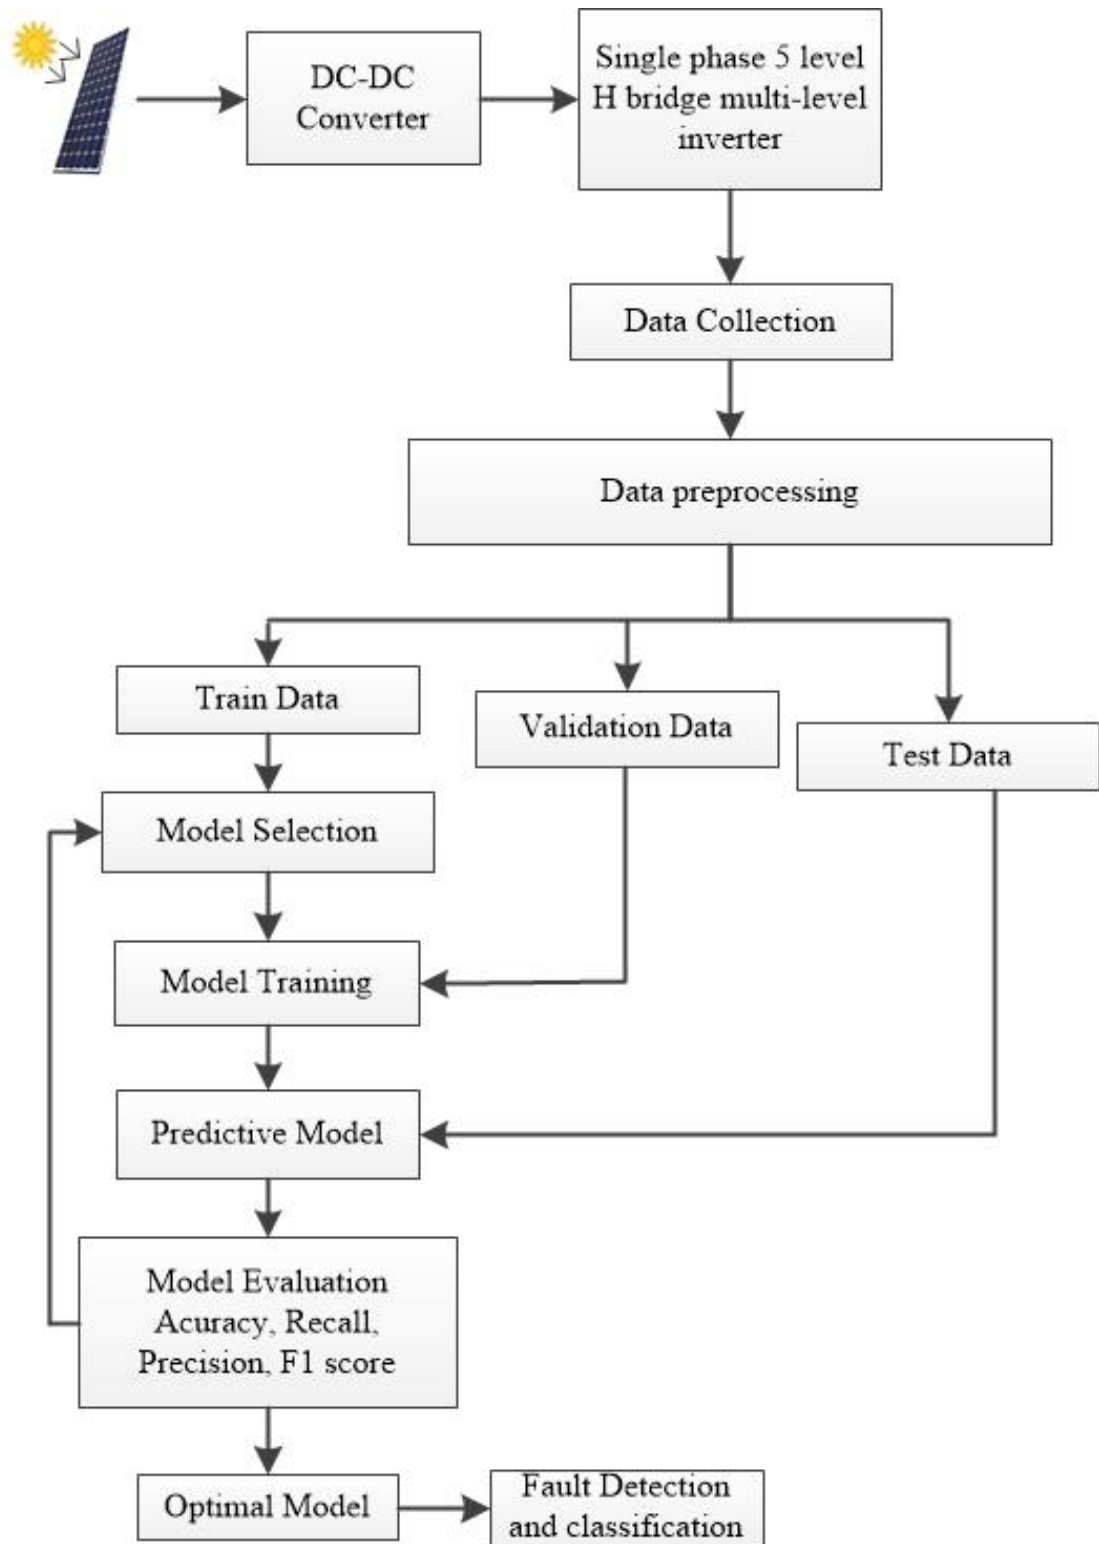 DC-DC
Converter
Single phase 5 level
H bridge multi-level
inverter
Data Collection
Data preprocessing
Train Data
Validation Data
Test Data
Model Selection
Model Training
Predictive Model
Model Evaluation
Acuracy, Recall,
Precision, F1 score
Optimal Model
Fault Detection
and classification